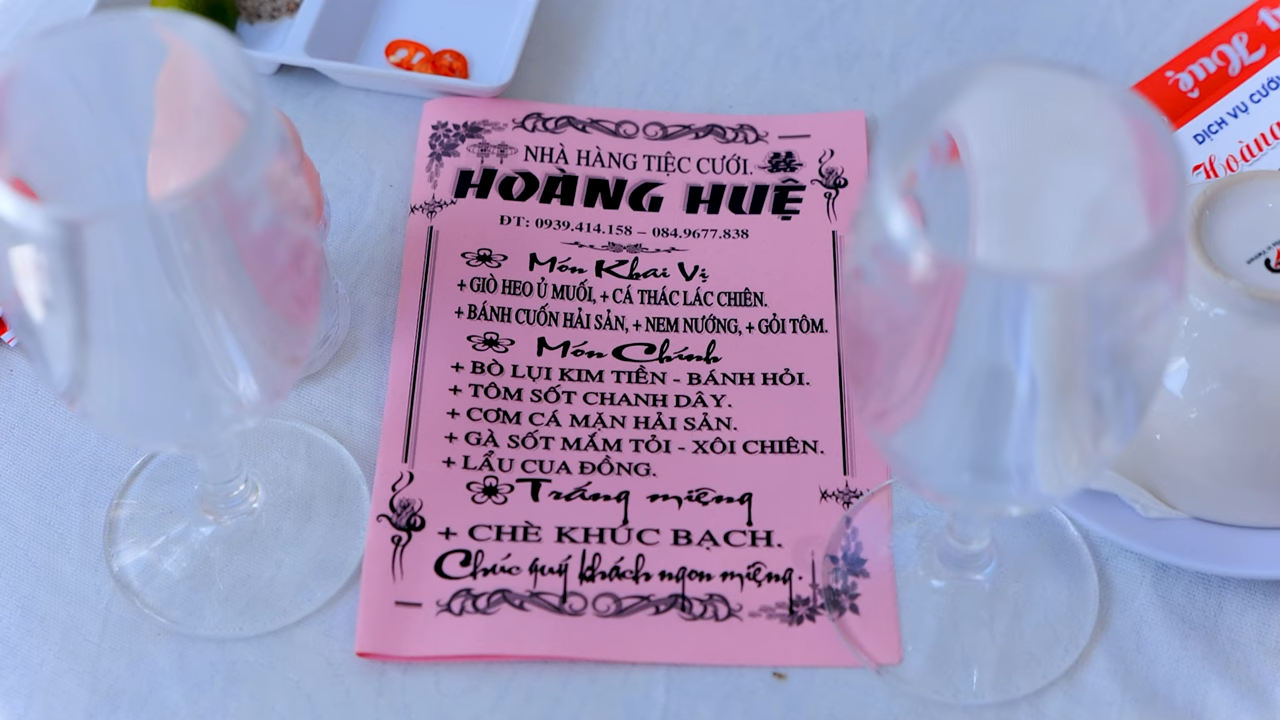 NHÀ HÀNG TIỆC CƯỚI.
HOÀNG HUỆ
ĐT: 0939.414.158 – 084.9677.838
Món Khai Vị
+ GIÒ HEO Ủ MUỐI, + CÁ THÁC LÁC CHIÊN.
+ BÁNH CUỐN HẢI SẢN, + NEM NƯỚNG, + GỎI TÔM.
Món Chính
+ BÒ LỤI KIM TIỀN - BÁNH HỎI.
+ TÔM SỐT CHANH DÂY.
+ CƠM CÁ MẶN HẢI SẢN.
+ GÀ SỐT MẮM TỎI - XÔI CHIÊN.
+ LẨU CUA ĐỒNG.
Tráng miệng
+ CHÈ KHÚC BẠCH.
Chúc quý khách ngon miệng.
Huệ
DỊCH VỤ CƯỚI
Hoàng